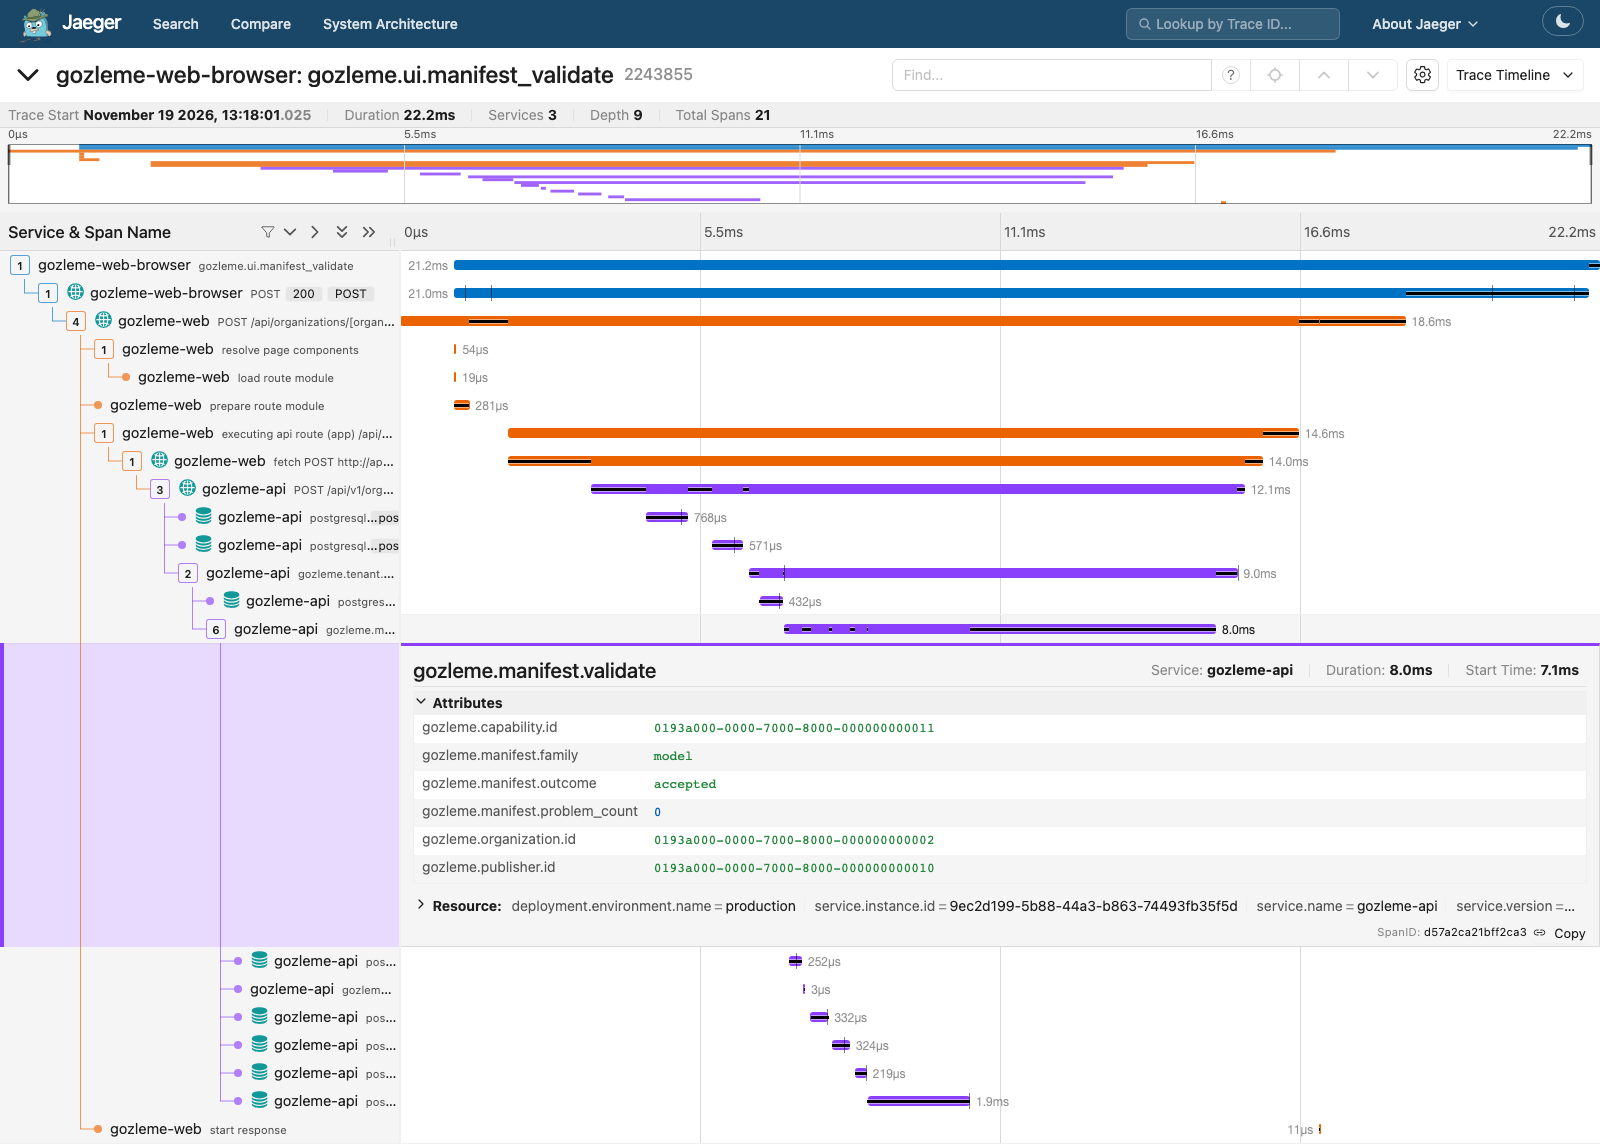 Jaeger
Search
Compare
System Architecture
Lookup by Trace ID...
About Jaeger
gozleme-web-browser: gozleme.ui.manifest_validate 2243855
Find...
?
Trace Timeline
Trace Start November 19 2026, 13:18:01.025
Duration 22.2ms
Services 3
Depth 9
Total Spans 21
0μs 5.5ms 11.1ms 16.6ms 22.2ms
Service & Span Name
0μs 5.5ms 11.1ms 16.6ms 22.2ms
1 gozleme-web-browser gozleme.ui.manifest_validate 21.2ms
1 gozleme-web-browser POST 200 POST 21.0ms
4 gozleme-web POST /api/organizations/[organ... 18.6ms
1 gozleme-web resolve page components 54μs
gozleme-web load route module 19μs
gozleme-web prepare route module 281μs
1 gozleme-web executing api route (app) /api/... 14.6ms
1 gozleme-web fetch POST http://ap... 14.0ms
3 gozleme-api POST /api/v1/org... 12.1ms
gozleme-api postgresql...pos 768μs
gozleme-api postgresql...pos 571μs
2 gozleme-api gozleme.tenant.... 9.0ms
gozleme-api postgres... 432μs
6 gozleme-api gozleme.m... 8.0ms
gozleme.manifest.validate
Service: gozleme-api
Duration: 8.0ms
Start Time: 7.1ms
Attributes
gozleme.capability.id 0193a000-0000-7000-8000-000000000011
gozleme.manifest.family model
gozleme.manifest.outcome accepted
gozleme.manifest.problem_count 0
gozleme.organization.id 0193a000-0000-7000-8000-000000000002
gozleme.publisher.id 0193a000-0000-7000-8000-000000000010
Resource: deployment.environment.name = production service.instance.id = 9ec2d199-5b88-44a3-b863-74493fb35f5d service.name = gozleme-api service.version =...
SpanID: d57a2ca21bff2ca3 Copy
gozleme-api pos... 252μs
gozleme-api gozlem... 3μs
gozleme-api pos... 332μs
gozleme-api pos... 324μs
gozleme-api pos... 219μs
gozleme-api pos... 1.9ms
gozleme-web start response 11μs